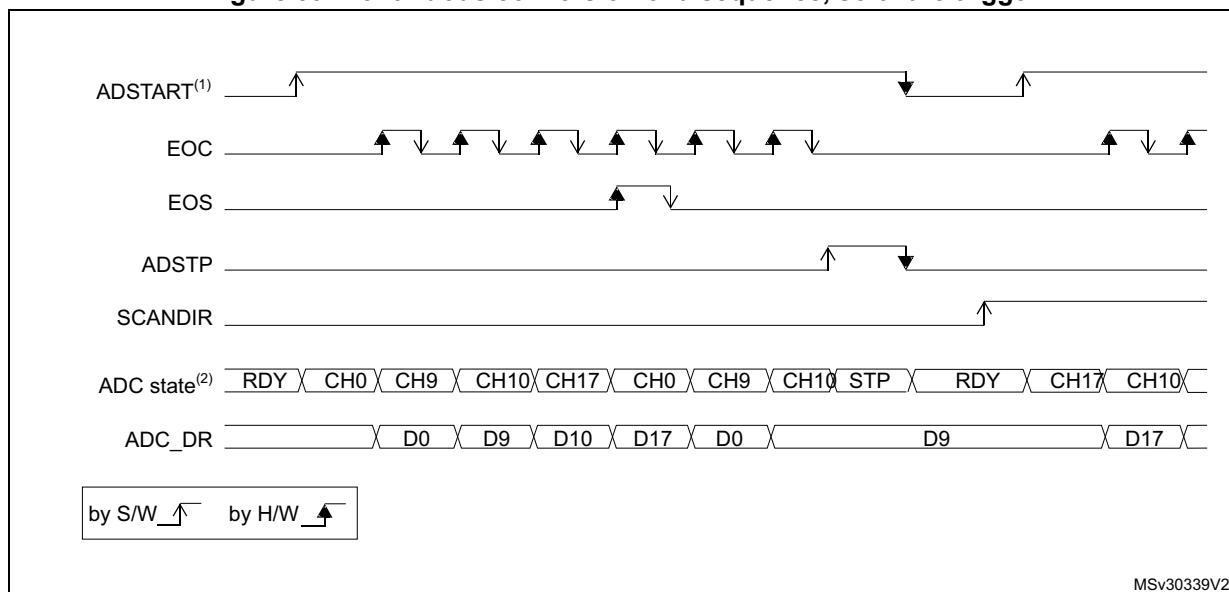 ADSTART(1)
EOC
EOS
ADSTP
SCANDIR
ADC state(2) RDY CH0 CH9 CH10 CH17 CH0 CH9 CH10 STP RDY CH17 CH10
ADC_DR D0 D9 D10 D17 D0 D9 D17
by S/W by H/W
MSv30339V2